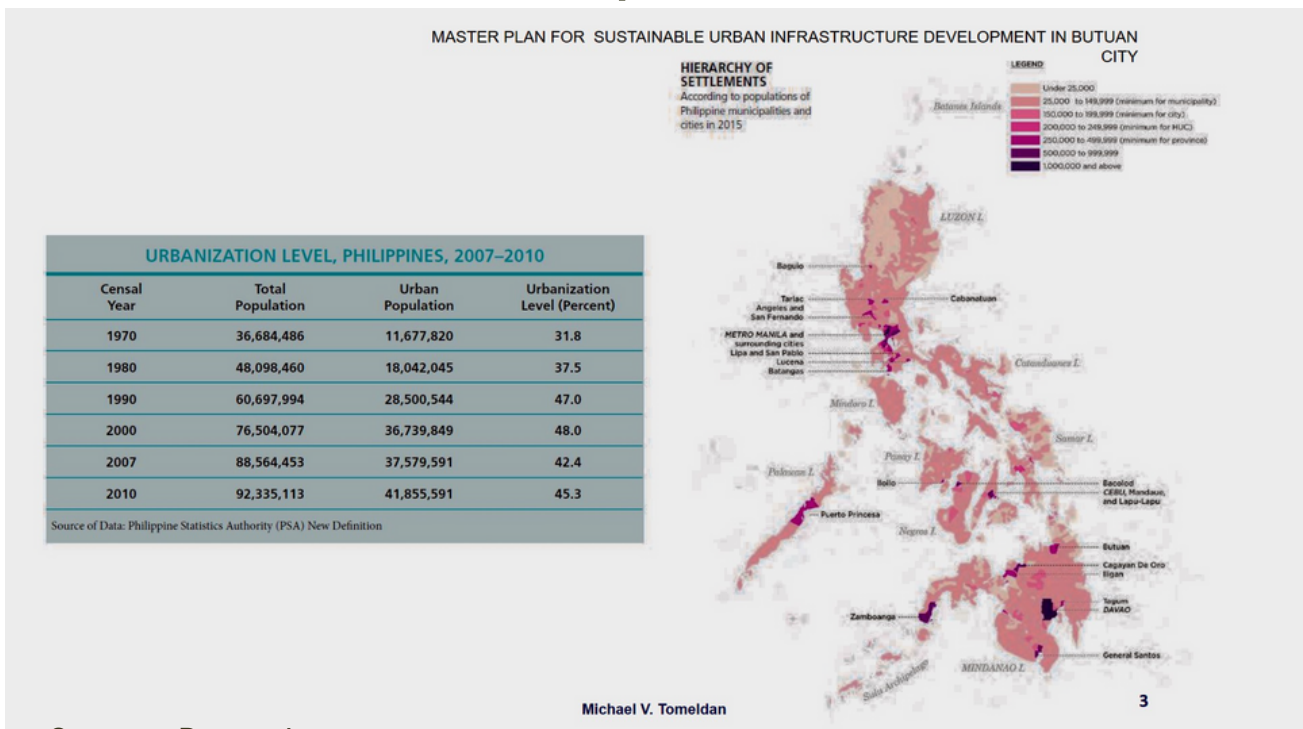 MASTER PLAN FOR SUSTAINABLE URBAN INFRASTRUCTURE DEVELOPMENT IN BUTUAN
CITY
HIERARCHY OF
SETTLEMENTS
According to populations of
Philippine municipalities and
cities in 2015
LEGEND
Under 25,000
25,000 to 149,999 (minimum for municipality)
150,000 to 199,999 (minimum for city)
200,000 to 249,999 (minimum for HUC)
250,000 to 499,999 (minimum for province)
500,000 to 999,999
1,000,000 and above
URBANIZATION LEVEL, PHILIPPINES, 2007–2010
Censal Year Total Population Urban Population Urbanization Level (Percent)
1970 36,684,486 11,677,820 31.8
1980 48,098,460 18,042,045 37.5
1990 60,697,994 28,500,544 47.0
2000 76,504,077 36,739,849 48.0
2007 88,564,453 37,579,591 42.4
2010 92,335,113 41,855,591 45.3
Source of Data: Philippine Statistics Authority (PSA) New Definition
Batanes Islands
LUZON I.
Baguio
Tarlac
Angeles and
San Fernando
Cabanatuan
METRO MANILA and
surrounding cities
Lipa and San Pablo
Lucena
Batangas
Catanduanes I.
Mindoro I.
Samar I.
Panay I.
Palawan I.
Iloilo
Bacolod
CEBU, Mandaue,
and Lapu-Lapu
Puerto Princesa
Negros I.
Butuan
Cagayan De Oro
Iligan
Tagum
DAVAO
Zamboanga
General Santos
MINDANAO I.
Sulu Archipelago
Michael V. Tomeldan
3